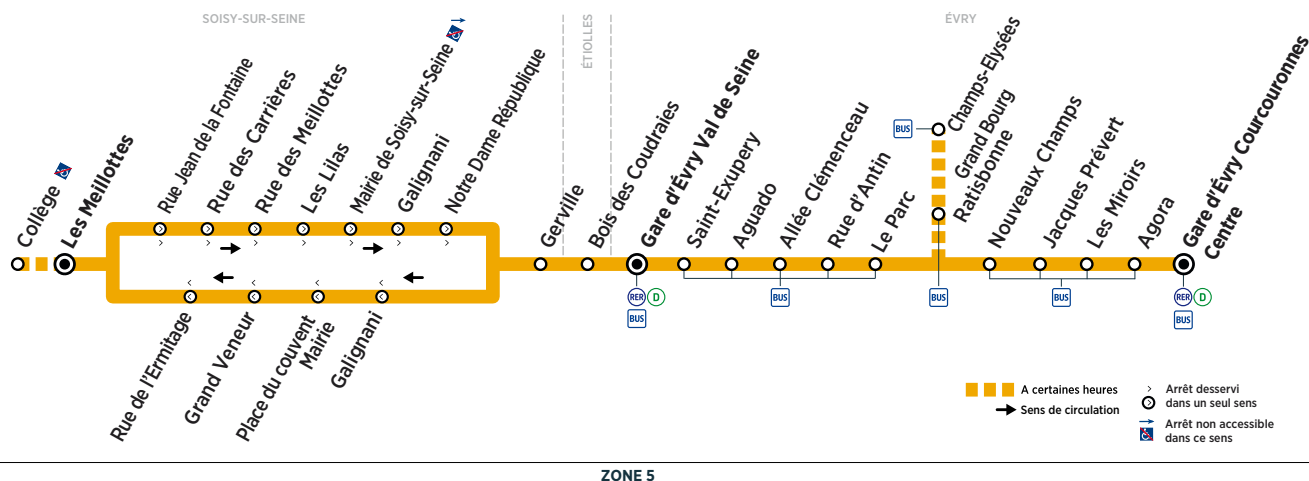 SOISY-SUR-SEINE
ÉTIOLLES
ÉVRY
Collège
Les Meillottes
Rue Jean de la Fontaine
Rue des Carrières
Rue des Meillottes
Les Lilas
Mairie de Soisy-sur-Seine
Galignani
Notre Dame République
Gerville
Bois des Coudraies
Gare d'Évry Val de Seine
Saint-Exupery
Aguado
Allée Clémenceau
Rue d'Antin
Le Parc
BUS
Champs-Elysées
Grand Bourg
Ratisbonne
Nouveaux Champs
Jacques Prévert
Les Miroirs
Agora
Gare d'Évry Courcouronnes
Centre
Rue de l'Ermitage
Grand Veneur
Place du couvent
Mairie
Galignani
RER D
BUS
BUS
BUS
BUS
RER D
BUS
A certaines heures
Sens de circulation
Arrêt desservi
dans un seul sens
Arrêt non accessible
dans ce sens
ZONE 5